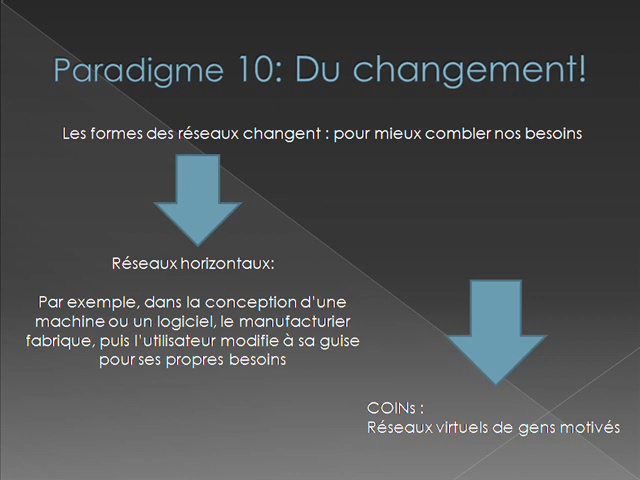 Paradigme 10: Du changement!
Les formes des réseaux changent : pour mieux combler nos besoins
Réseaux horizontaux:
Par exemple, dans la conception d'une
machine ou un logiciel, le manufacturier
fabrique, puis l'utilisateur modifie à sa guise
pour ses propres besoins
COINs :
Réseaux virtuels de gens motivés